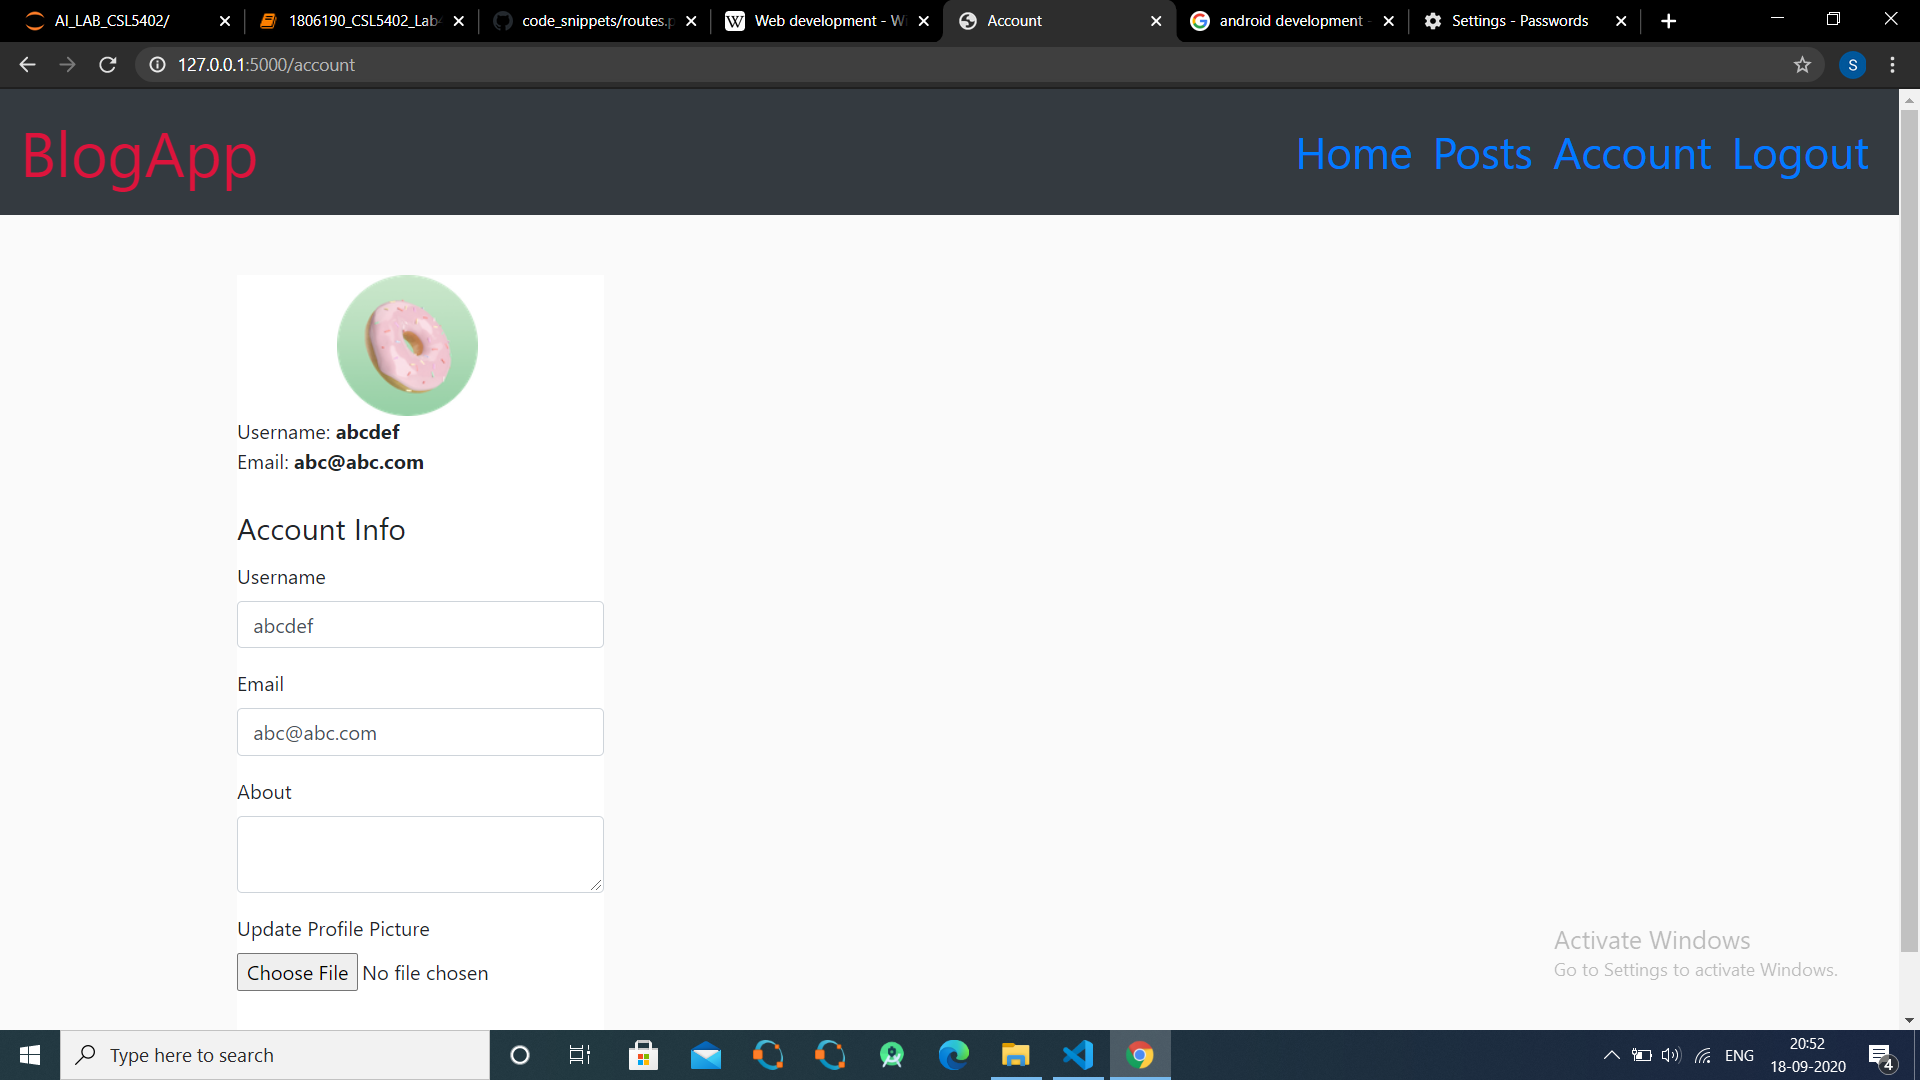 AI_LAB_CSL5402/
1806190_CSL5402_Lab
code_snippets/routes.p
Web development - W
Account
android development -
Settings - Passwords
127.0.0.1:5000/account
S
BlogApp
Home Posts Account Logout
Username: abcdef
Email: abc@abc.com
Account Info
Username
abcdef
Email
abc@abc.com
About
Update Profile Picture
Choose File No file chosen
Activate Windows
Go to Settings to activate Windows.
Type here to search
ENG
20:52
18-09-2020
4